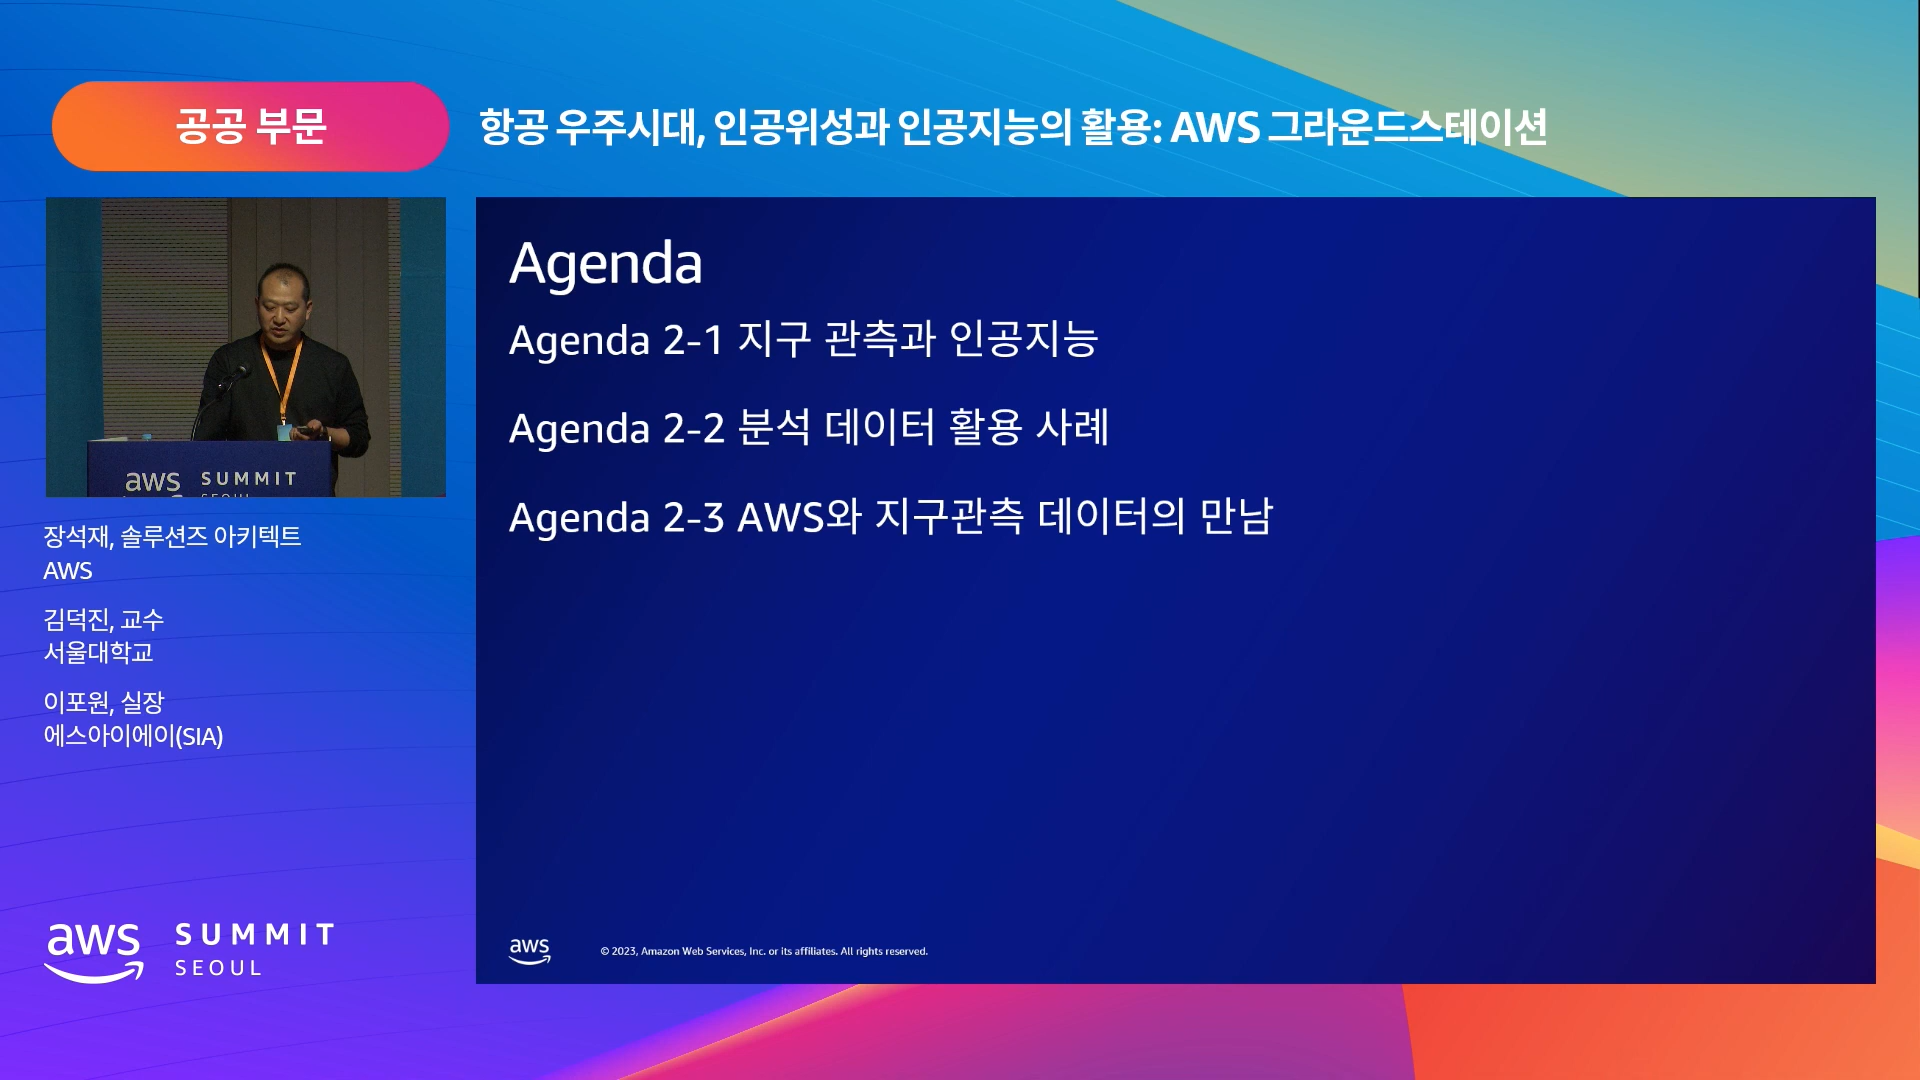 공공 부문
항공 우주시대, 인공위성과 인공지능의 활용: AWS 그라운드스테이션
aws SUMMIT
장석재, 솔루션즈 아키텍트
AWS
김덕진, 교수
서울대학교
이포원, 실장
에스아이에이(SIA)
aws SUMMIT
SEOUL
Agenda
Agenda 2-1 지구 관측과 인공지능
Agenda 2-2 분석 데이터 활용 사례
Agenda 2-3 AWS와 지구관측 데이터의 만남
aws
© 2023, Amazon Web Services, Inc. or its affiliates. All rights reserved.